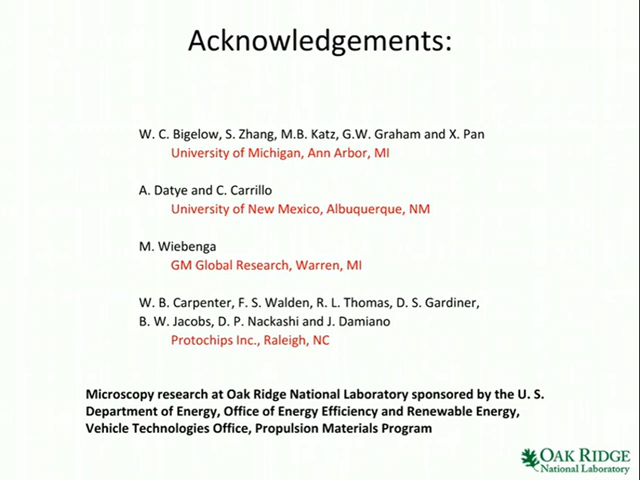 Acknowledgements:
W. C. Bigelow, S. Zhang, M.B. Katz, G.W. Graham and X. Pan
University of Michigan, Ann Arbor, MI
A. Datye and C. Carrillo
University of New Mexico, Albuquerque, NM
M. Wiebenga
GM Global Research, Warren, MI
W. B. Carpenter, F. S. Walden, R. L. Thomas, D. S. Gardiner,
B. W. Jacobs, D. P. Nackashi and J. Damiano
Protochips Inc., Raleigh, NC
Microscopy research at Oak Ridge National Laboratory sponsored by the U. S.
Department of Energy, Office of Energy Efficiency and Renewable Energy,
Vehicle Technologies Office, Propulsion Materials Program
OAK RIDGE
National Laboratory